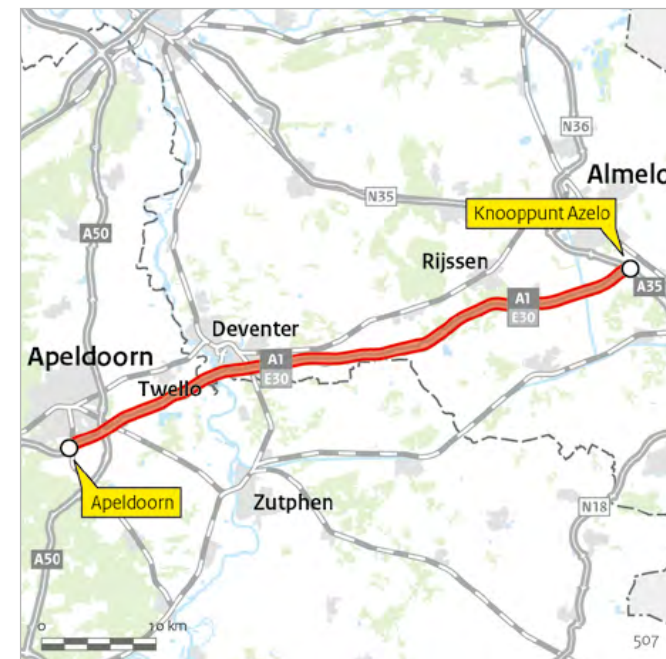 N36
Almelo
N35
Knooppunt Azelo
A50
Rijssen
A35
A1
E30
Deventer
A1
E30
Apeldoorn
Twello
Apeldoorn
Zutphen
N18
A50
0
10 km
507